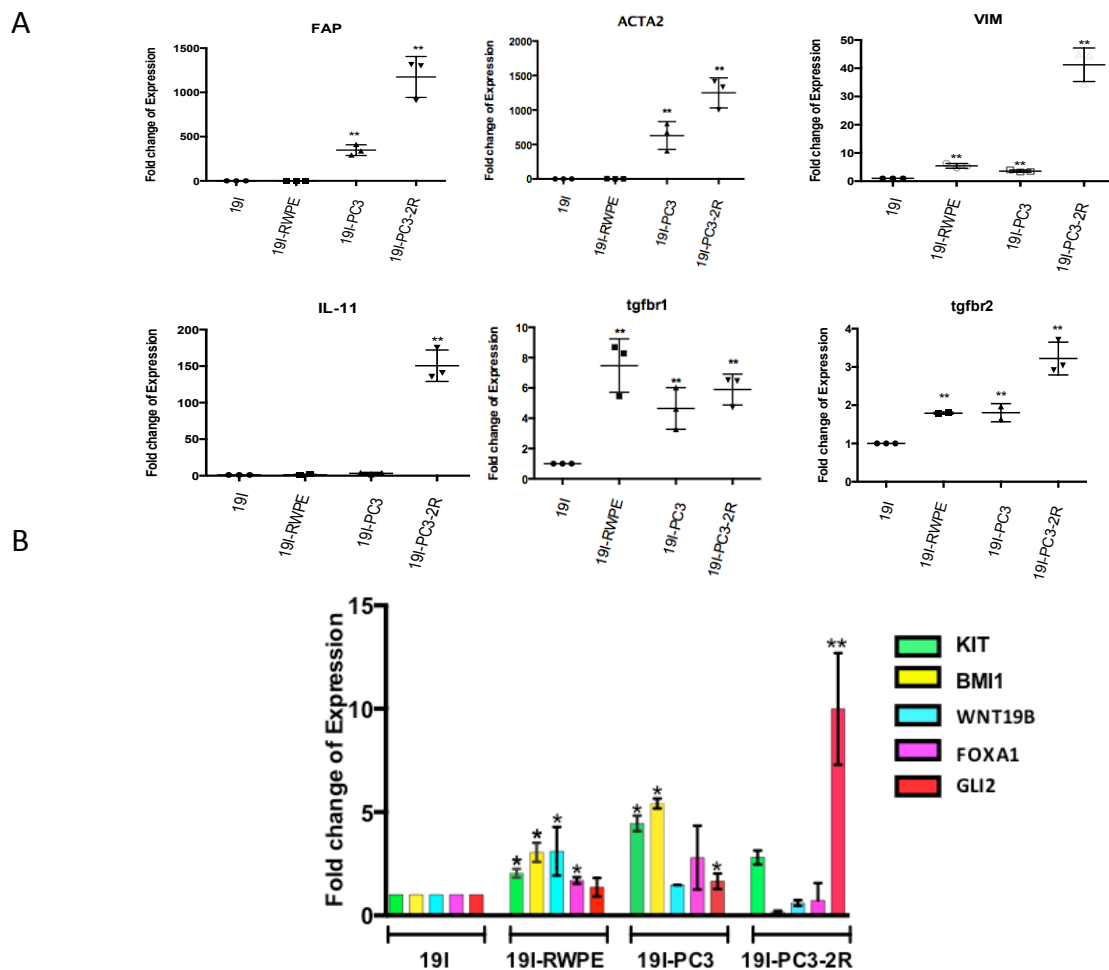 A
FAP
Fold change of Expression
1500
1000
500
0
**
**
19I
19I-RWPE
19I-PC3
19I-PC3-2R
ACTA2
Fold change of Expression
2000
1500
1000
500
0
**
**
19I
19I-RWPE
19I-PC3
19I-PC3-2R
VIM
Fold change of Expression
50
40
30
20
10
0
**
**
**
19I
19I-RWPE
19I-PC3
19I-PC3-2R
IL-11
Fold change of Expression
200
150
100
50
0
**
19I
19I-RWPE
19I-PC3
19I-PC3-2R
tgfbr1
Fold change of Expression
10
8
6
4
2
0
**
**
**
19I
19I-RWPE
19I-PC3
19I-PC3-2R
tgfbr2
Fold change of Expression
4
3
2
1
0
**
**
**
19I
19I-RWPE
19I-PC3
19I-PC3-2R
B
Fold change of Expression
15
10
5
0
* * * *
* * *
**
19I
19I-RWPE
19I-PC3
19I-PC3-2R
KIT
BMI1
WNT19B
FOXA1
GLI2